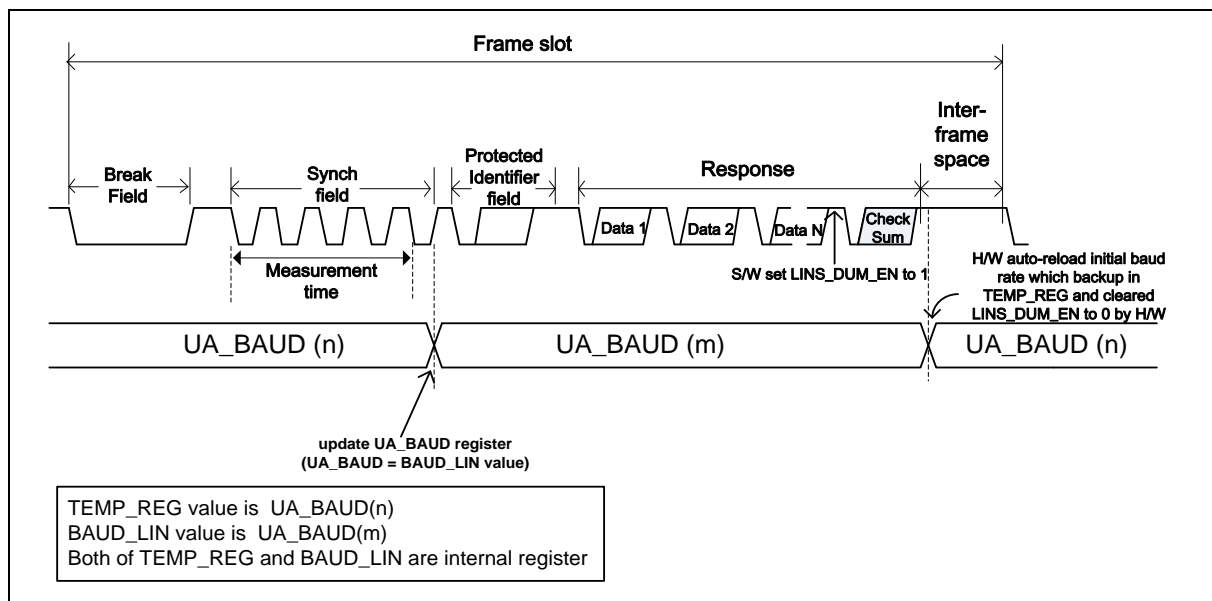 Frame slot
Inter-
frame
space
Break
Field
Synch
field
Protected
Identifier
field
Response
Data 1
Data 2
Data N
Check
Sum
Measurement
time
S/W set LINS_DUM_EN to 1
H/W auto-reload initial baud
rate which backup in
TEMP_REG and cleared
LINS_DUM_EN to 0 by H/W
UA_BAUD (n)
UA_BAUD (m)
UA_BAUD (n)
update UA_BAUD register
(UA_BAUD = BAUD_LIN value)
TEMP_REG value is UA_BAUD(n)
BAUD_LIN value is UA_BAUD(m)
Both of TEMP_REG and BAUD_LIN are internal register